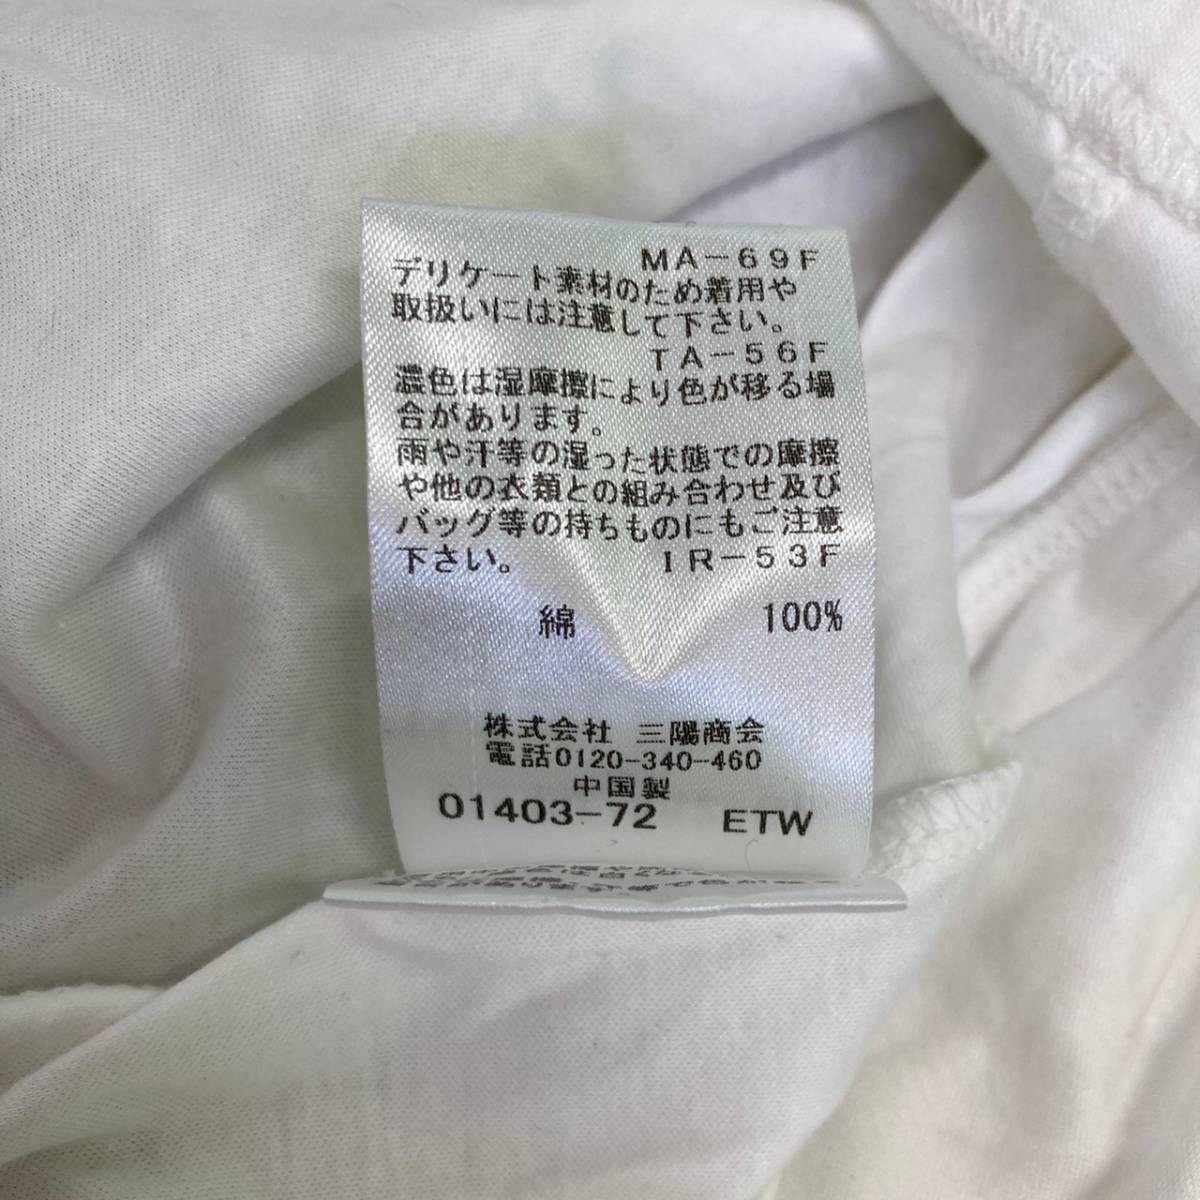 MA-69F
デリケート素材のため着用や
取扱いには注意して下さい。
TA-56F
濃色は湿摩擦により色が移る場
合があります。
雨や汗等の湿った状態での摩擦
や他の衣類との組み合わせ及び
バッグ等の持ちものにもご注意
下さい。 IR-53F
綿 100%
株式会社 三陽商会
電話0120-340-460
中国製
01403-72 ETW